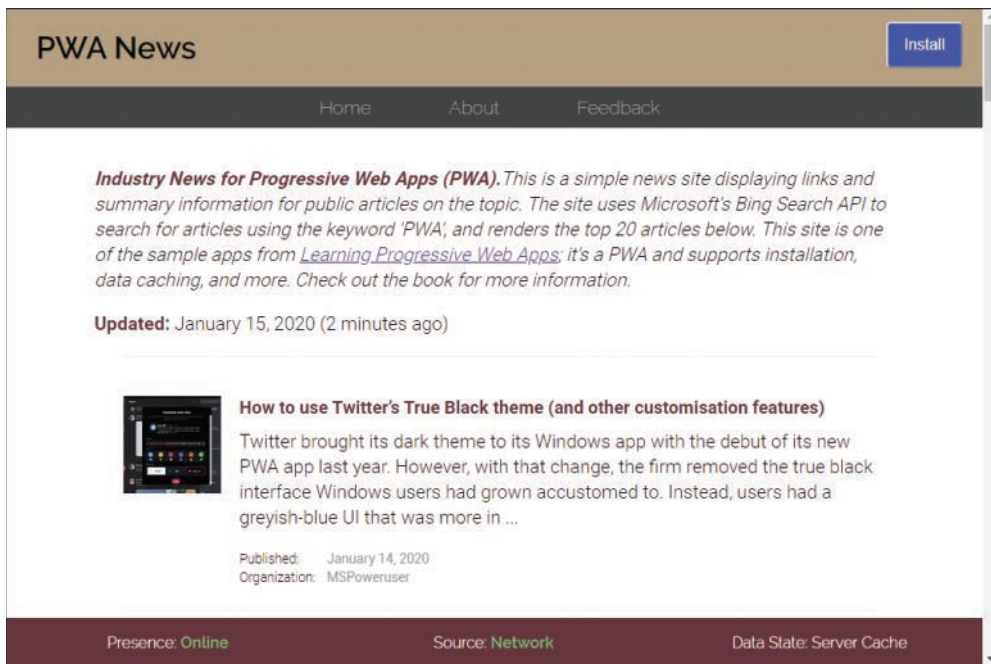 PWA News
Install
Home About Feedback
Industry News for Progressive Web Apps (PWA). This is a simple news site displaying links and
summary information for public articles on the topic. The site uses Microsoft's Bing Search API to
search for articles using the keyword 'PWA', and renders the top 20 articles below. This site is one
of the sample apps from Learning Progressive Web Apps; it's a PWA and supports installation,
data caching, and more. Check out the book for more information.
Updated: January 15, 2020 (2 minutes ago)
How to use Twitter's True Black theme (and other customisation features)
Twitter brought its dark theme to its Windows app with the debut of its new
PWA app last year. However, with that change, the firm removed the true black
interface Windows users had grown accustomed to. Instead, users had a
greyish-blue UI that was more in ...
Published: January 14, 2020
Organization: MSPoweruser
Presence: Online Source: Network Data State: Server Cache